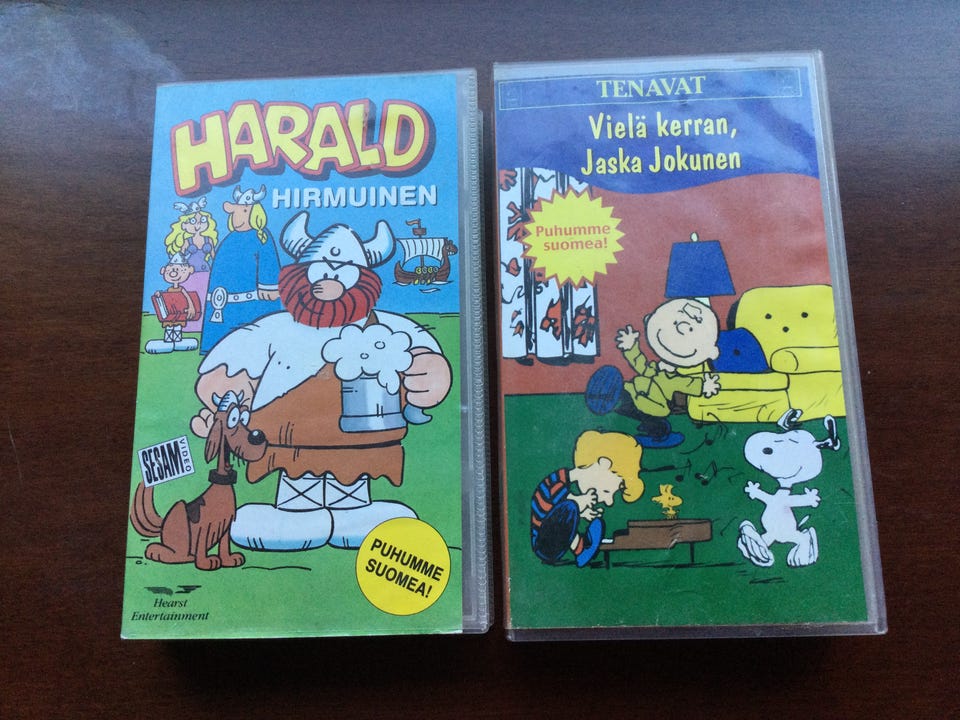 HARALD
HIRMUINEN
SESAM
VIDEO
PUHUMME
SUOMEA!
Hearst
Entertainment
TENAVAT
Vielä kerran,
Jaska Jokunen
Puhumme
suomea!